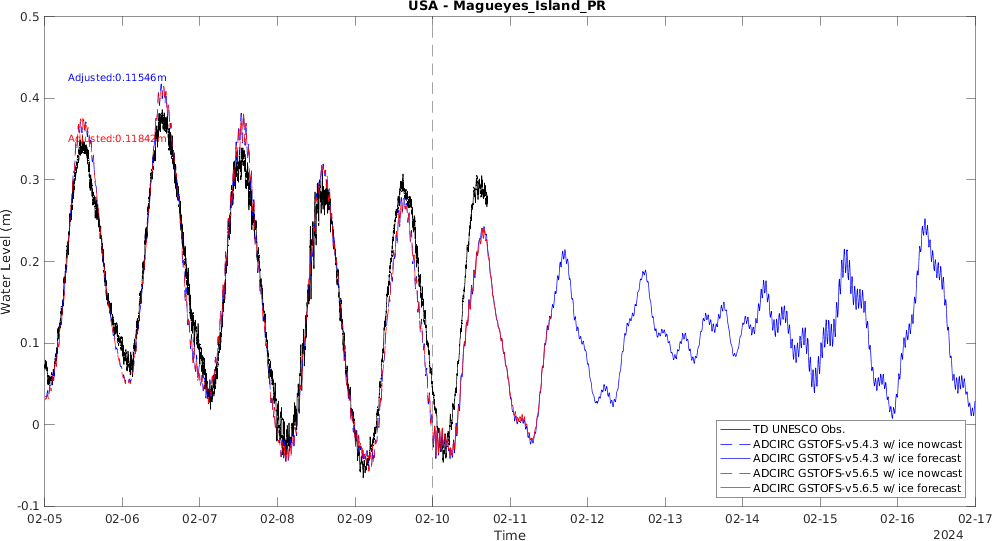 USA - Magueyes_Island_PR
0.5
0.4
0.3
0.2
0.1
0
-0.1
Water Level (m)
Adjusted:0.11546m
Adjusted:0.11842m
TD UNESCO Obs.
ADCIRC GSTOFS-v5.4.3 w/ ice nowcast
ADCIRC GSTOFS-v5.4.3 w/ ice forecast
ADCIRC GSTOFS-v5.6.5 w/ ice nowcast
ADCIRC GSTOFS-v5.6.5 w/ ice forecast
02-05 02-06 02-07 02-08 02-09 02-10 02-11 02-12 02-13 02-14 02-15 02-16 02-17
Time
2024